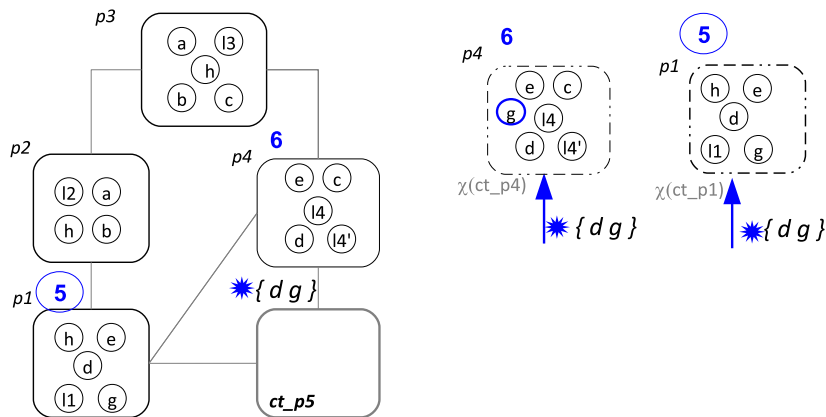 p3
a l3
h
b c
p2
l2 a
h b
6
p4
e c
l4
d l4'
5
p1
h e
d
l1 g
{ d g }
ct_p5
6
p4
e c
g l4
d l4'
χ(ct_p4)
{ d g }
5
p1
h e
d
l1 g
χ(ct_p1)
{ d g }